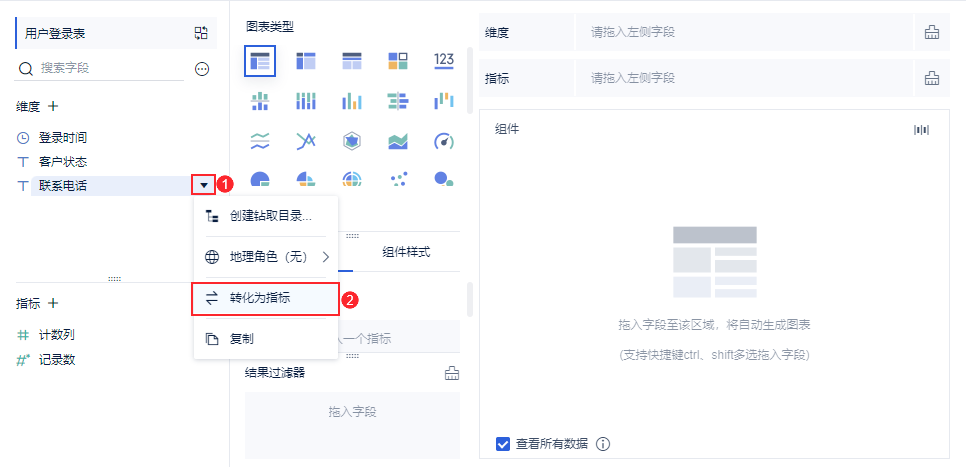 用户登录表
搜索字段
维度 +
登录时间
客户状态
联系电话
1
创建钻取目录...
地理角色（无）
转化为指标
2
复制
指标 +
计数列
记录数
图表类型
123
组件样式
入一个指标
结果过滤器
拖入字段
维度
请拖入左侧字段
指标
请拖入左侧字段
组件
拖入字段至该区域，将自动生成图表
(支持快捷键ctrl、shift多选拖入字段)
查看所有数据